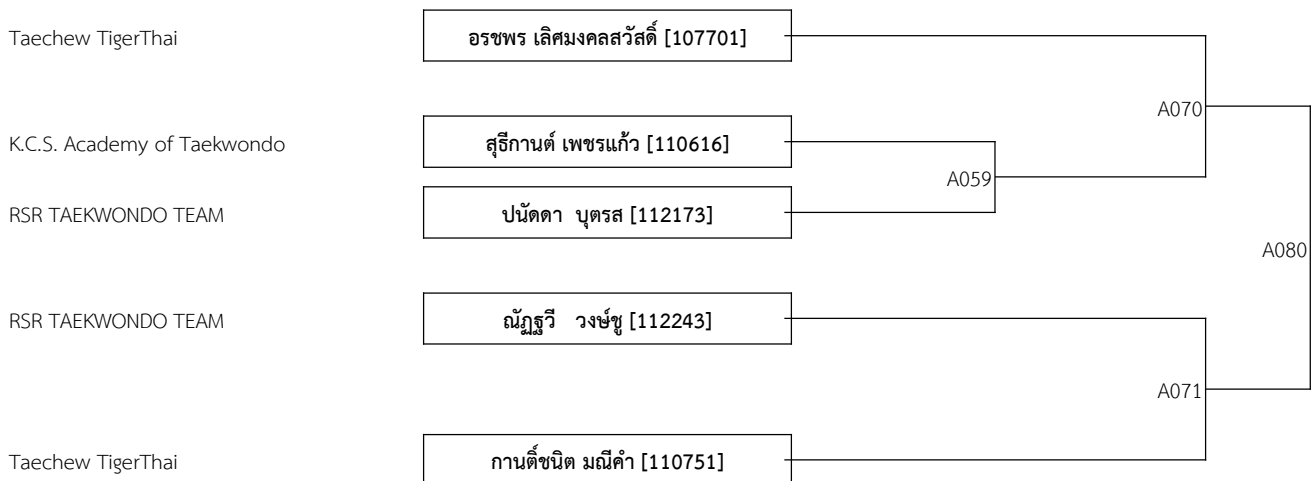 Taechew TigerThai อรชพร เลิศมงคลสวัสดิ์ [107701]
A070
K.C.S. Academy of Taekwondo สุธีกานต์ เพชรแก้ว [110616]
A059
RSR TAEKWONDO TEAM ปนัดดา บุตรส [112173]
A080
RSR TAEKWONDO TEAM ณัฏฐวี วงษ์ชู [112243]
A071
Taechew TigerThai กานติ์ชนิต มณีคำ [110751]